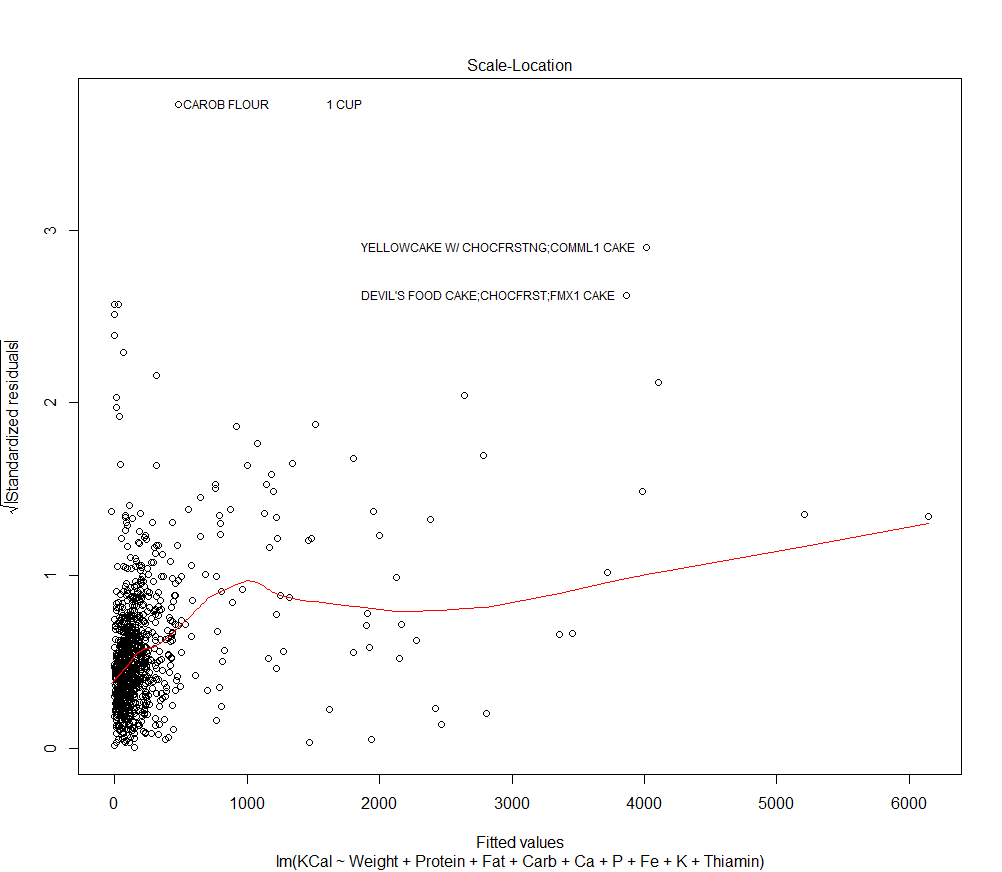 Scale-Location
CAROB FLOUR 1 CUP
3
YELLOWCAKE W/ CHOCFRSTNG;COMML1 CAKE
DEVIL'S FOOD CAKE;CHOCFRST;FMX1 CAKE
√|Standardized residuals|
2
1
0
0 1000 2000 3000 4000 5000 6000
Fitted values
lm(KCal ~ Weight + Protein + Fat + Carb + Ca + P + Fe + K + Thiamin)